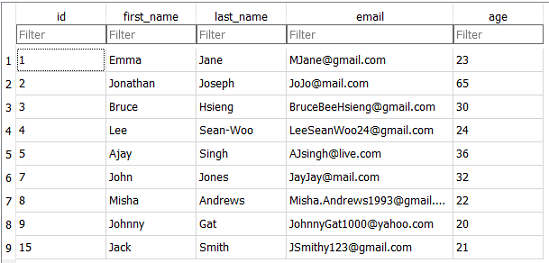 id first_name last_name email age
Filter Filter Filter Filter Filter
1 1 Emma Jane MJane@gmail.com 23
2 2 Jonathan Joseph JoJo@mail.com 65
3 3 Bruce Hsieng BruceBeeHsieng@gmail.com 30
4 4 Lee Sean-Woo LeeSeanWoo24@gmail.com 24
5 5 Ajay Singh AJsingh@live.com 36
6 7 John Jones JayJay@mail.com 32
7 8 Misha Andrews Misha.Andrews1993@gmail.... 22
8 9 Johnny Gat JohnnyGat1000@yahoo.com 20
9 15 Jack Smith JSmithy123@gmail.com 21